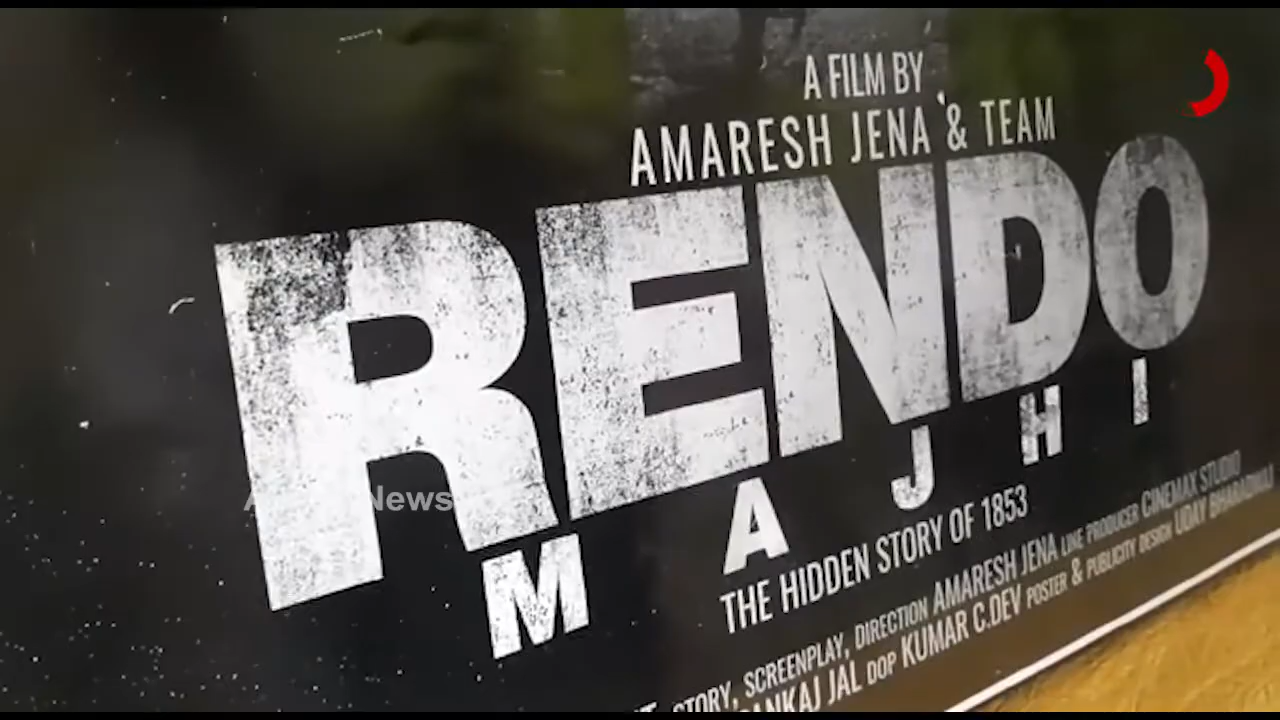 A FILM BY
AMARESH JENA & TEAM
RENDO
MAJHI
THE HIDDEN STORY OF 1853
STORY, SCREENPLAY, DIRECTION AMARESH JENA LINE PRODUCER CINEMAX STUDIO
JAL DOP KUMAR C.DEV POSTER & PUBLICITY DESIGN UDAY BHARADWAJ
News